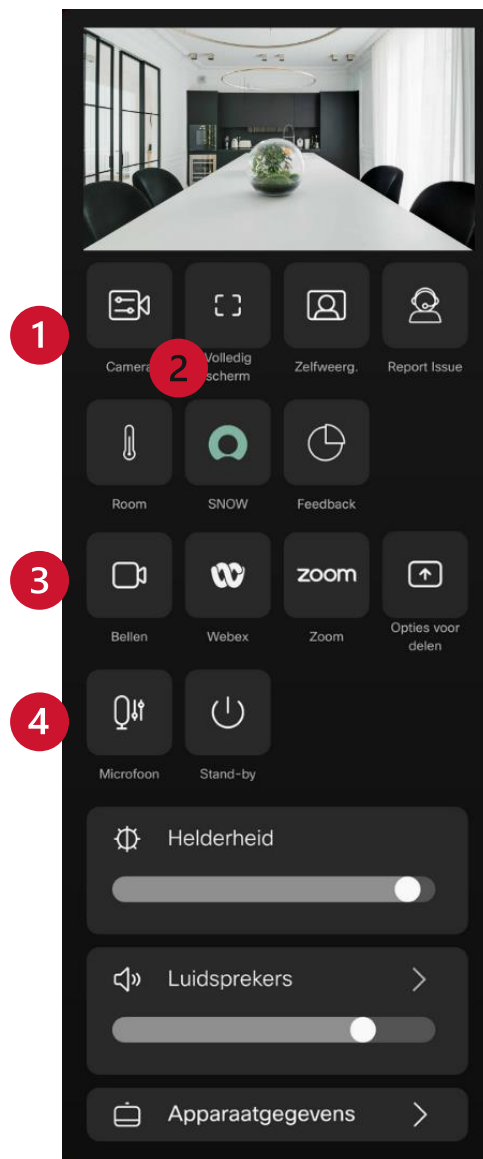 1
Camera
2
Volledig
scherm
Zelfweerg.
Report Issue
Room
SNOW
Feedback
3
zoom
Bellen
Webex
Zoom
Opties voor
delen
4
Microfoon
Stand-by
Helderheid
Luidsprekers
Apparaatgegevens